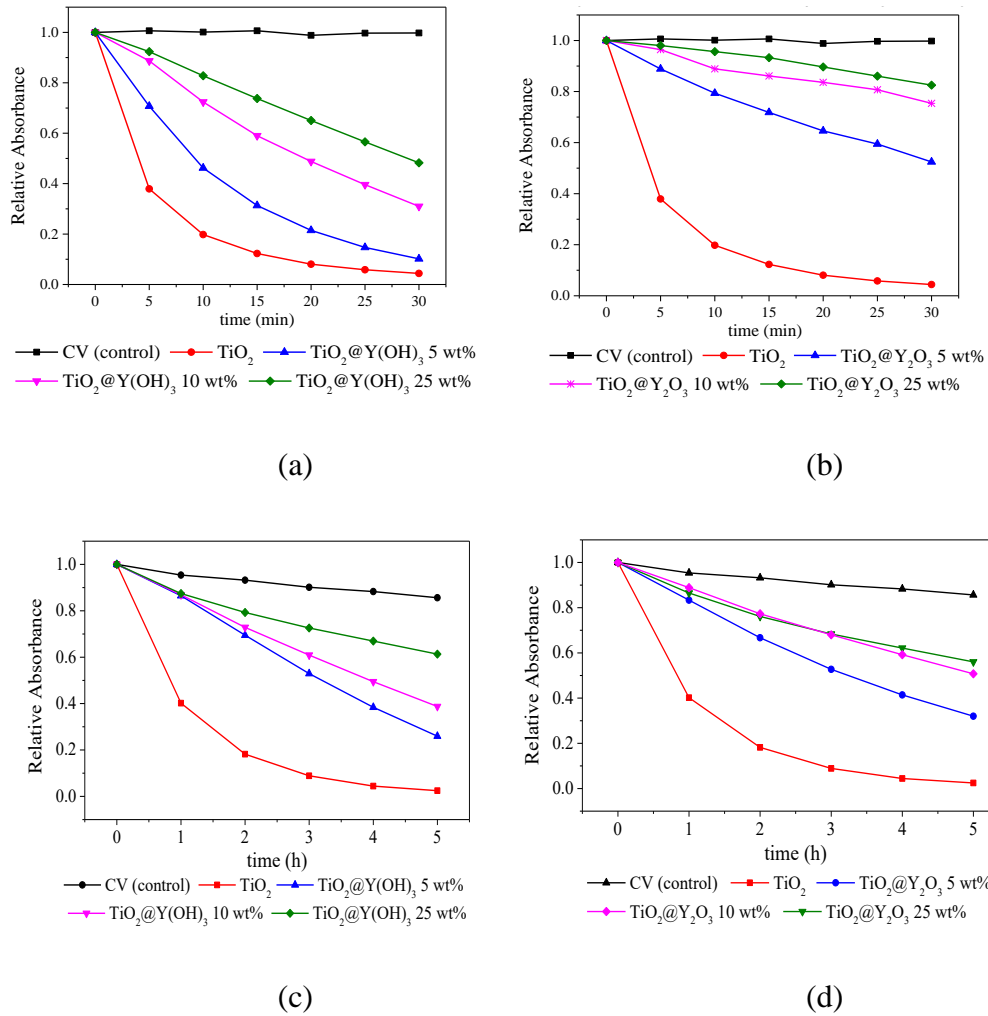 1.0
0.8
0.6
0.4
0.2
0.0
Relative Absorbance
0 5 10 15 20 25 30
time (min)
CV (control) TiO₂ TiO₂@Y(OH)₃ 5 wt%
TiO₂@Y(OH)₃ 10 wt% TiO₂@Y(OH)₃ 25 wt%
(a)
1.0
0.8
0.6
0.4
0.2
0.0
Relative Absorbance
0 5 10 15 20 25 30
time (min)
CV (control) TiO₂ TiO₂@Y₂O₃ 5 wt%
TiO₂@Y₂O₃ 10 wt% TiO₂@Y₂O₃ 25 wt%
(b)
1.0
0.8
0.6
0.4
0.2
0.0
Relative Absorbance
0 1 2 3 4 5
time (h)
CV (control) TiO₂ TiO₂@Y(OH)₃ 5 wt%
TiO₂@Y(OH)₃ 10 wt% TiO₂@Y(OH)₃ 25 wt%
(c)
1.0
0.8
0.6
0.4
0.2
0.0
Relative Absorbance
0 1 2 3 4 5
time (h)
CV (control) TiO₂ TiO₂@Y₂O₃ 5 wt%
TiO₂@Y₂O₃ 10 wt% TiO₂@Y₂O₃ 25 wt%
(d)